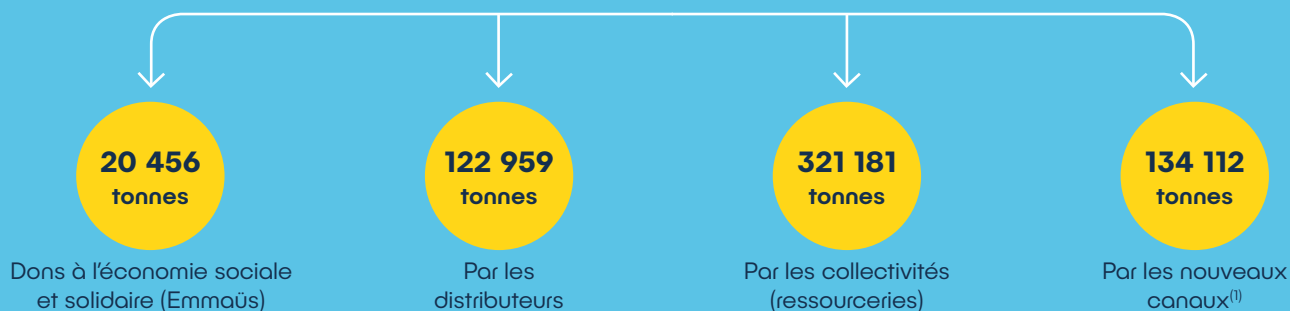 20 456
tonnes
Dons à l'économie sociale
et solidaire (Emmaüs)
122 959
tonnes
Par les
distributeurs
321 181
tonnes
Par les collectivités
(ressourceries)
134 112
tonnes
Par les nouveaux
canaux(1)